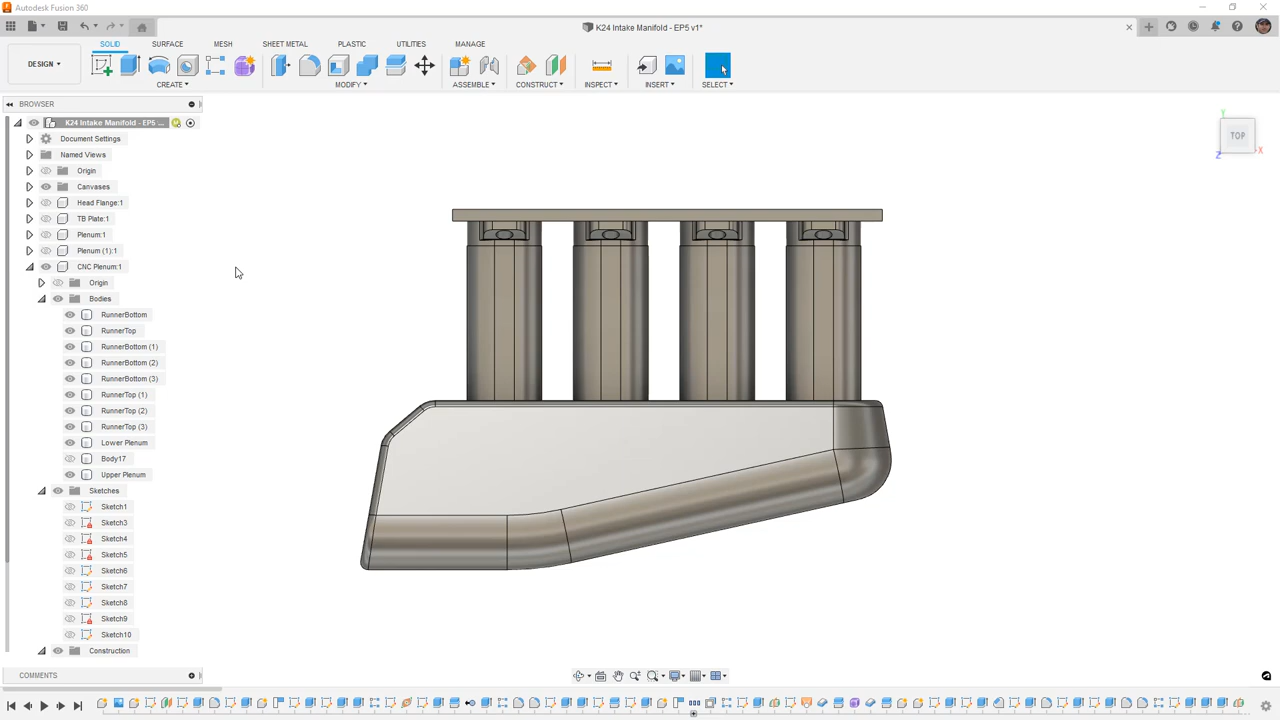 Autodesk Fusion 360
K24 Intake Manifold - EP5 v1*
SOLID SURFACE MESH SHEET METAL PLASTIC UTILITIES MANAGE
DESIGN
CREATE MODIFY ASSEMBLE CONSTRUCT INSPECT INSERT SELECT
BROWSER
K24 Intake Manifold - EP5 ...
Document Settings
Named Views
Origin
Canvases
Head Flange:1
TB Plate:1
Plenum:1
Plenum (1):1
CNC Plenum:1
Origin
Bodies
RunnerBottom
RunnerTop
RunnerBottom (1)
RunnerBottom (2)
RunnerBottom (3)
RunnerTop (1)
RunnerTop (2)
RunnerTop (3)
Lower Plenum
Body17
Upper Plenum
Sketches
Sketch1
Sketch3
Sketch4
Sketch5
Sketch6
Sketch7
Sketch8
Sketch9
Sketch10
Construction
COMMENTS
Y
TOP
X
Z